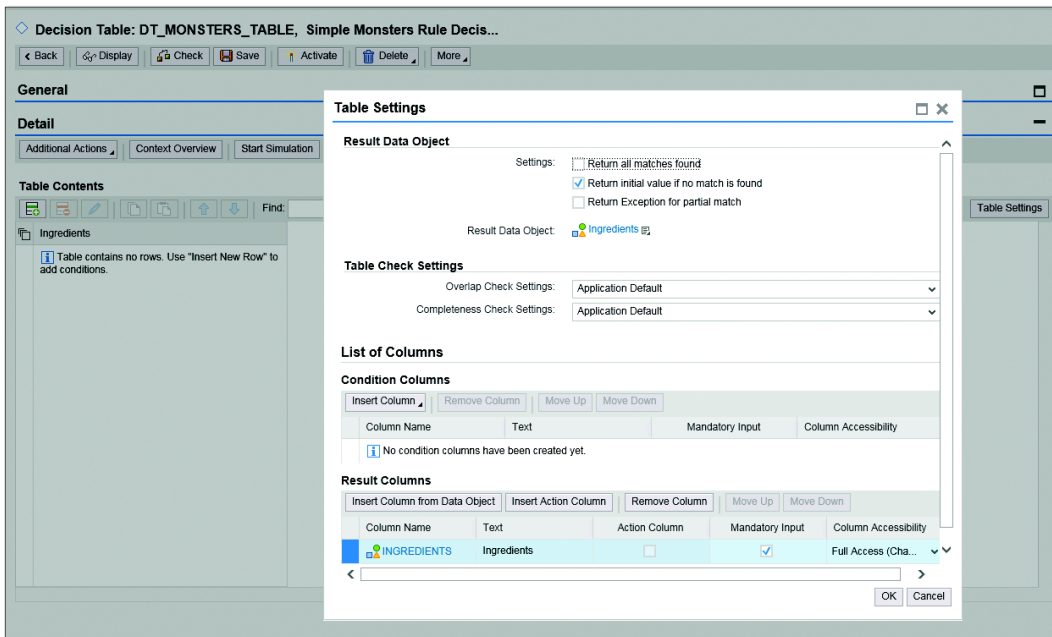 Decision Table: DT_MONSTERS_TABLE, Simple Monsters Rule Decis...
Back Display Check Save Activate Delete More
General
Detail
Additional Actions Context Overview Start Simulation
Table Contents
Find:
Table Settings
Ingredients
Table contains no rows. Use "Insert New Row" to
add conditions.
Table Settings
Result Data Object
Settings: Return all matches found
Return initial value if no match is found
Return Exception for partial match
Result Data Object: Ingredients
Table Check Settings
Overlap Check Settings: Application Default
Completeness Check Settings: Application Default
List of Columns
Condition Columns
Insert Column Remove Column Move Up Move Down
Column Name Text Mandatory Input Column Accessibility
No condition columns have been created yet.
Result Columns
Insert Column from Data Object Insert Action Column Remove Column Move Up Move Down
Column Name Text Action Column Mandatory Input Column Accessibility
INGREDIENTS Ingredients Full Access (Cha...
OK Cancel